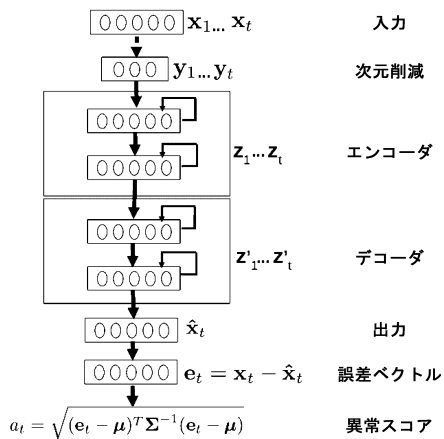 x₁... xₜ 入力
y₁... yₜ 次元削減
z₁... zₜ エンコーダ
z'₁... z'ₜ デコーダ
x̂ₜ 出力
eₜ = xₜ − x̂ₜ 誤差ベクトル
aₜ = √((eₜ − μ)ᵀ Σ⁻¹(eₜ − μ)) 異常スコア